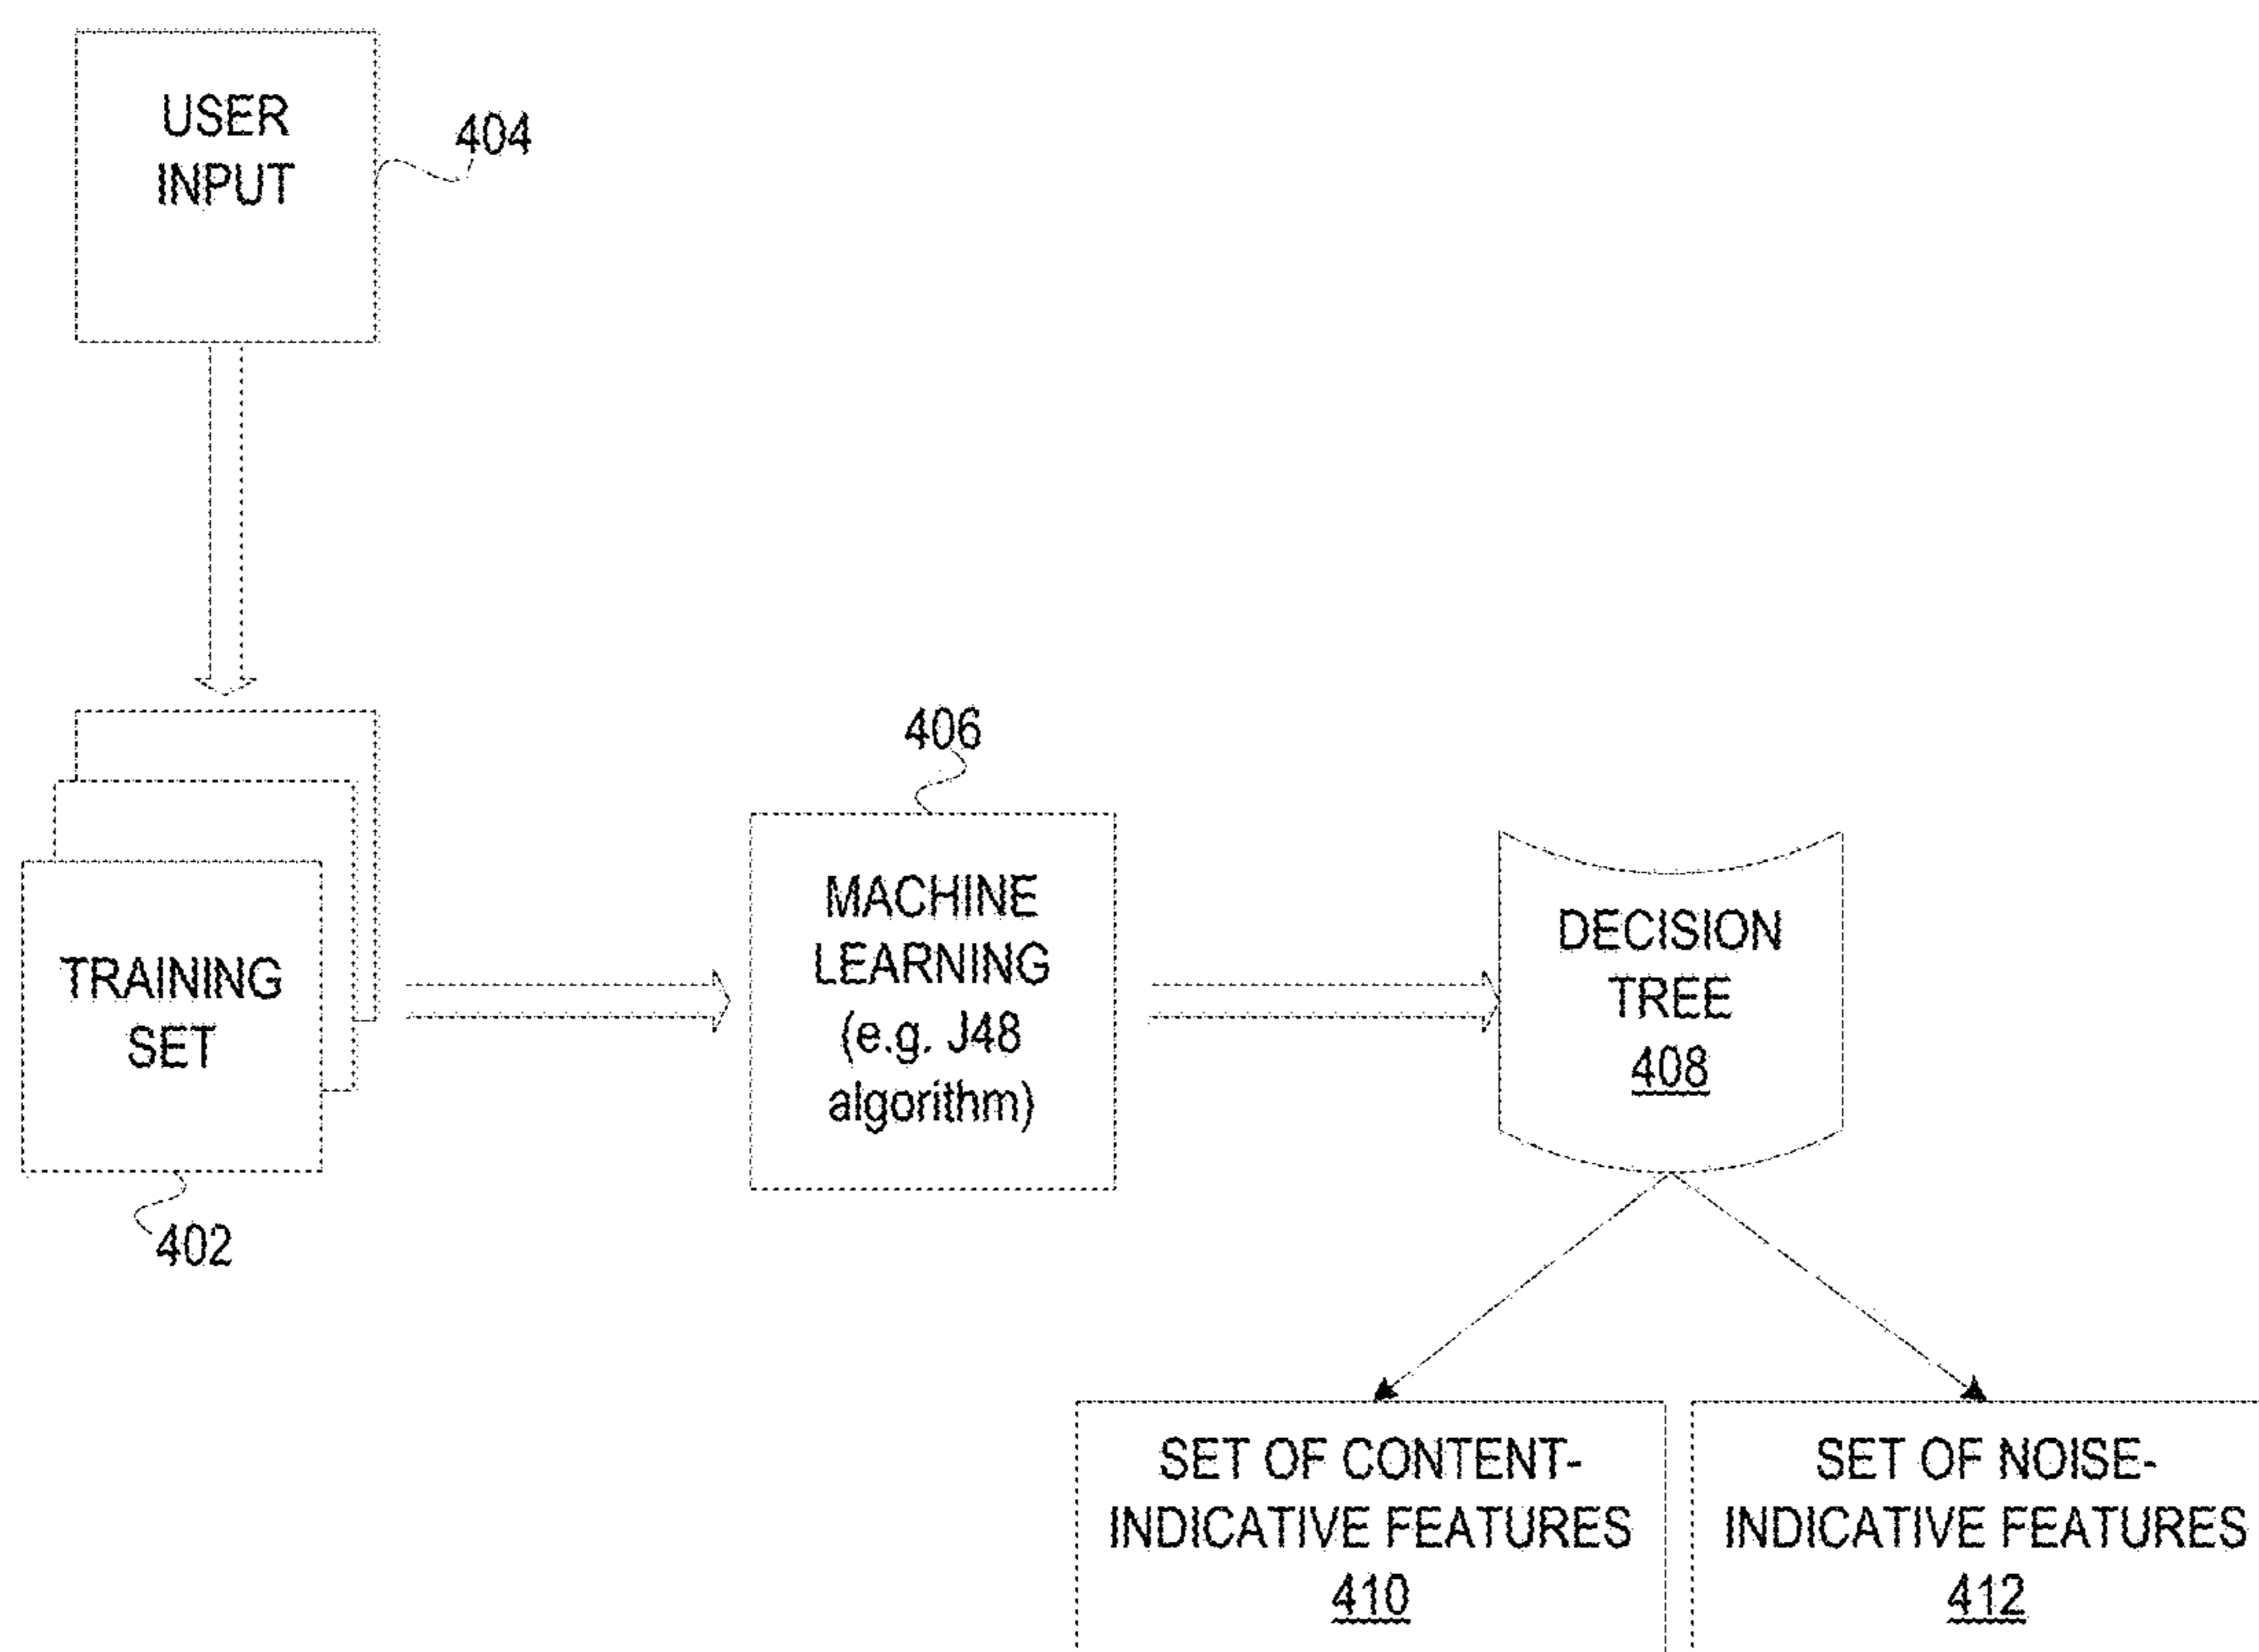 USER
INPUT
404
406
TRAINING
SET
402
MACHINE
LEARNING
(e.g. J48
algorithm)
DECISION
TREE
408
SET OF CONTENT-
INDICATIVE FEATURES
410
SET OF NOISE-
INDICATIVE FEATURES
412